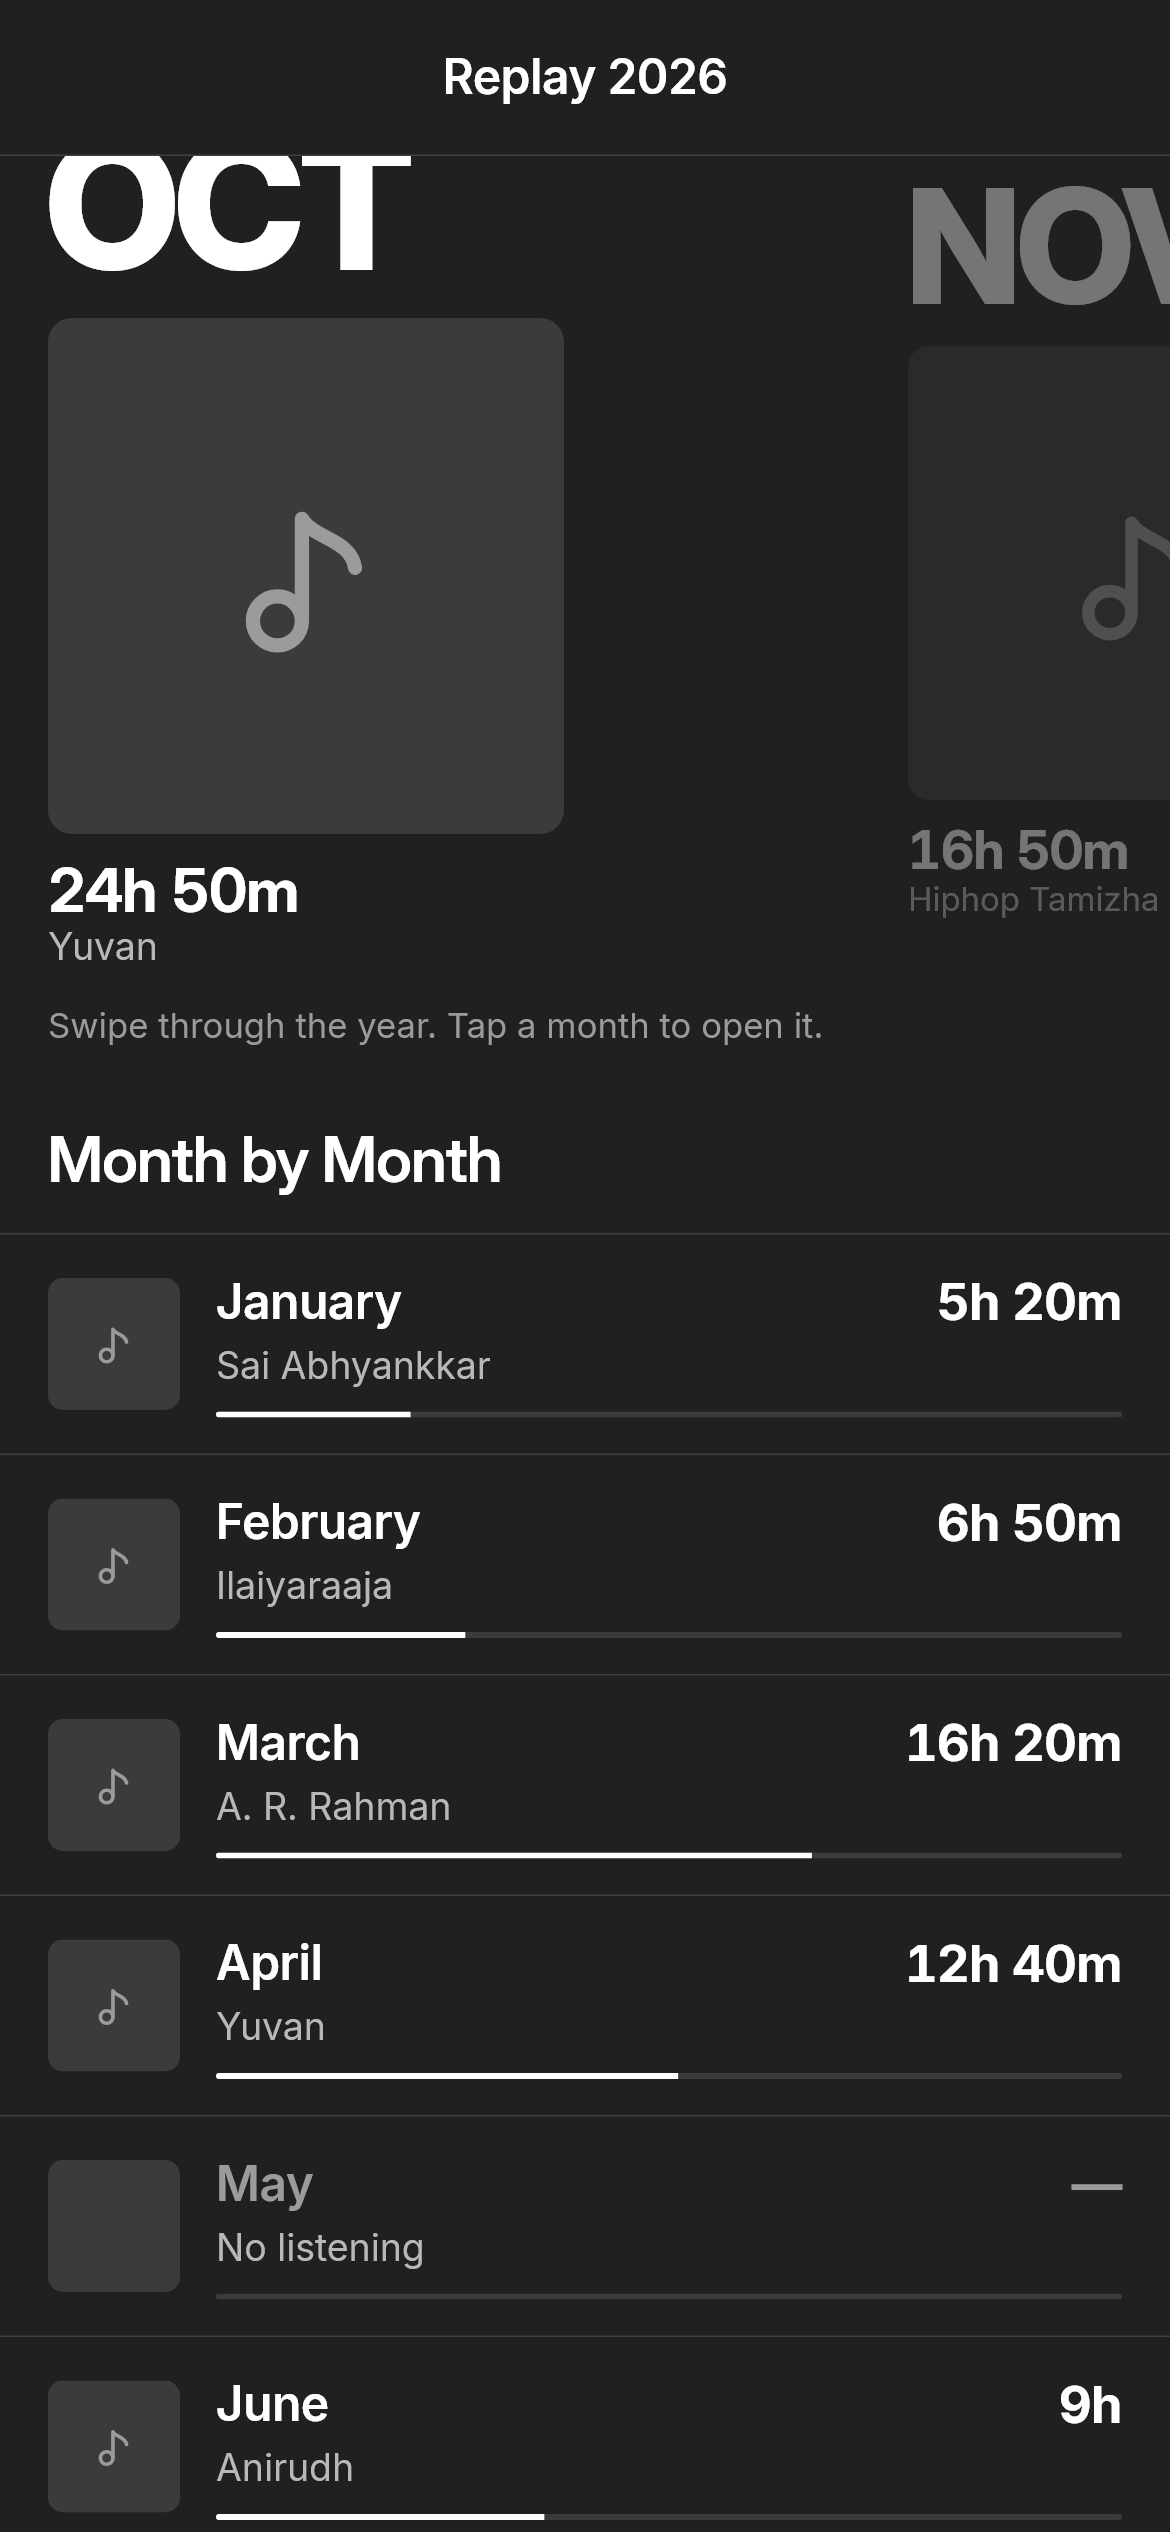 Replay 2026
OCT
NOV
24h 50m
Yuvan
16h 50m
Hiphop Tamizha
Swipe through the year. Tap a month to open it.
Month by Month
January
5h 20m
Sai Abhyankkar
February
6h 50m
Ilaiyaraaja
March
16h 20m
A. R. Rahman
April
12h 40m
Yuvan
May
—
No listening
June
9h
Anirudh